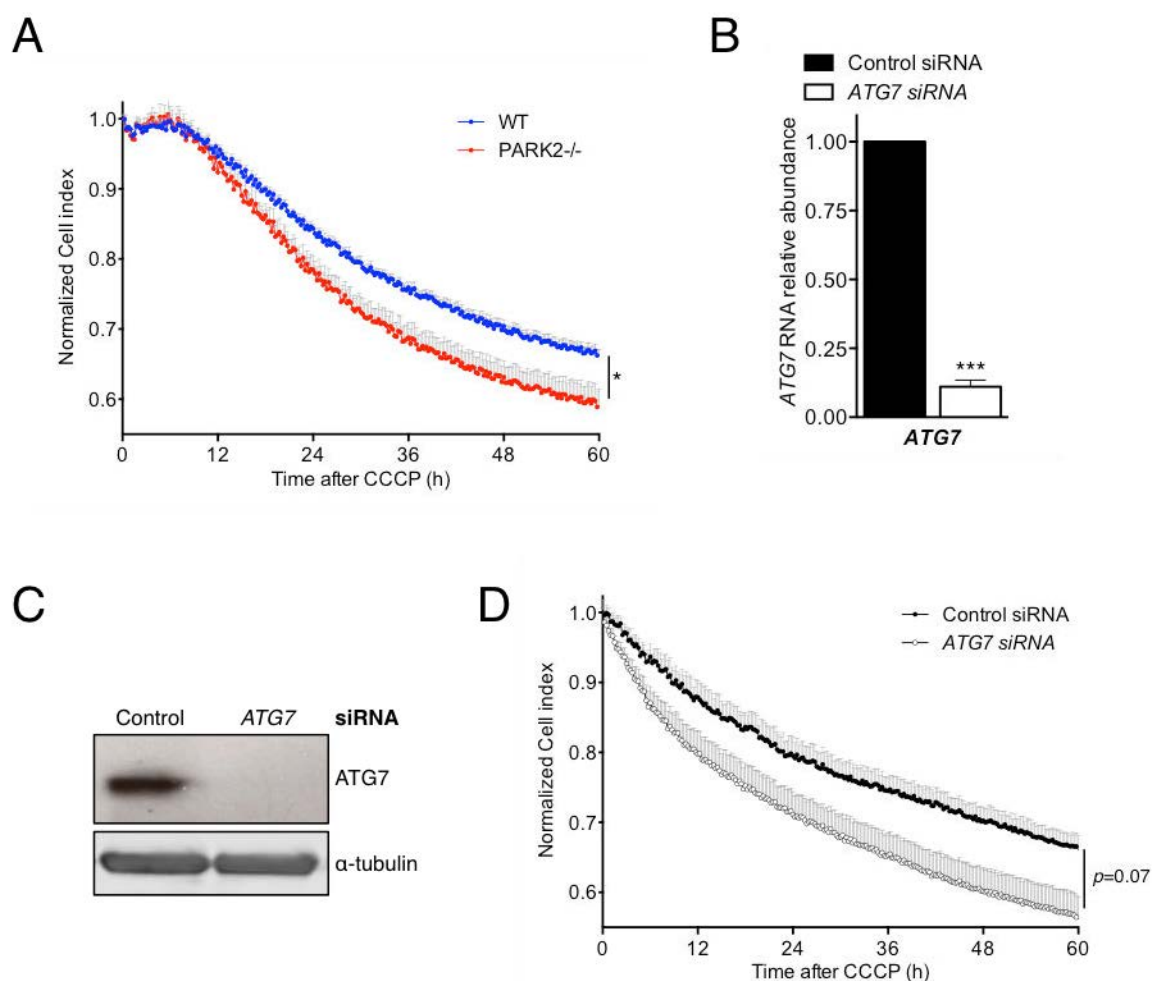 A
Normalized Cell index
1.0
0.9
0.8
0.7
0.6
WT
PARK2-/-
*
0 12 24 36 48 60
Time after CCCP (h)
B
Control siRNA
ATG7 siRNA
ATG7 RNA relative abundance
1.00
0.75
0.50
0.25
0.00
***
ATG7
C
Control ATG7 siRNA
ATG7
α-tubulin
D
Normalized Cell index
1.0
0.9
0.8
0.7
0.6
Control siRNA
ATG7 siRNA
p=0.07
0 12 24 36 48 60
Time after CCCP (h)